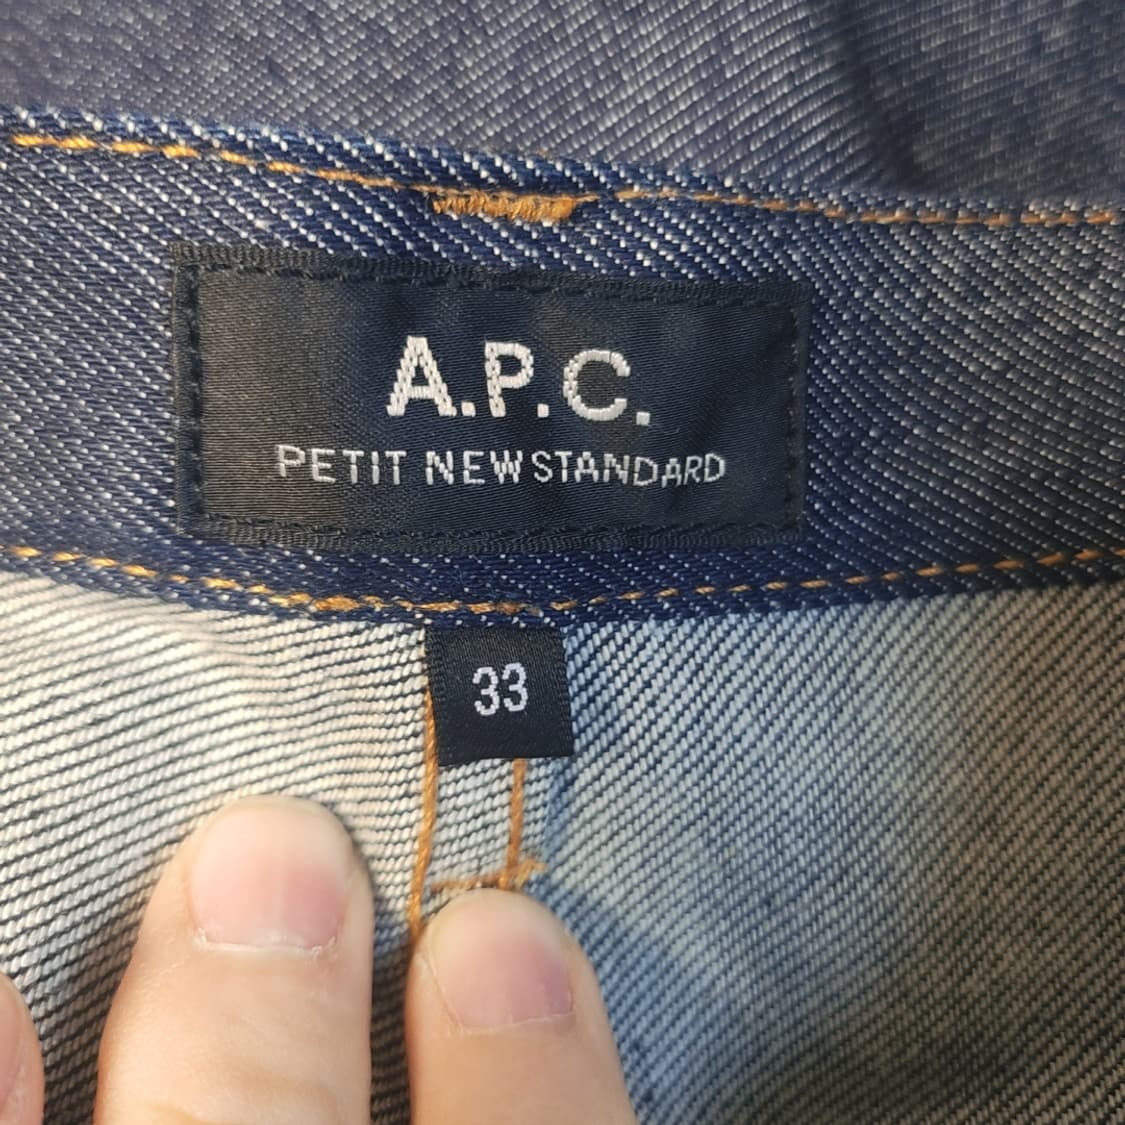 A.P.C.
PETIT NEW STANDARD
33